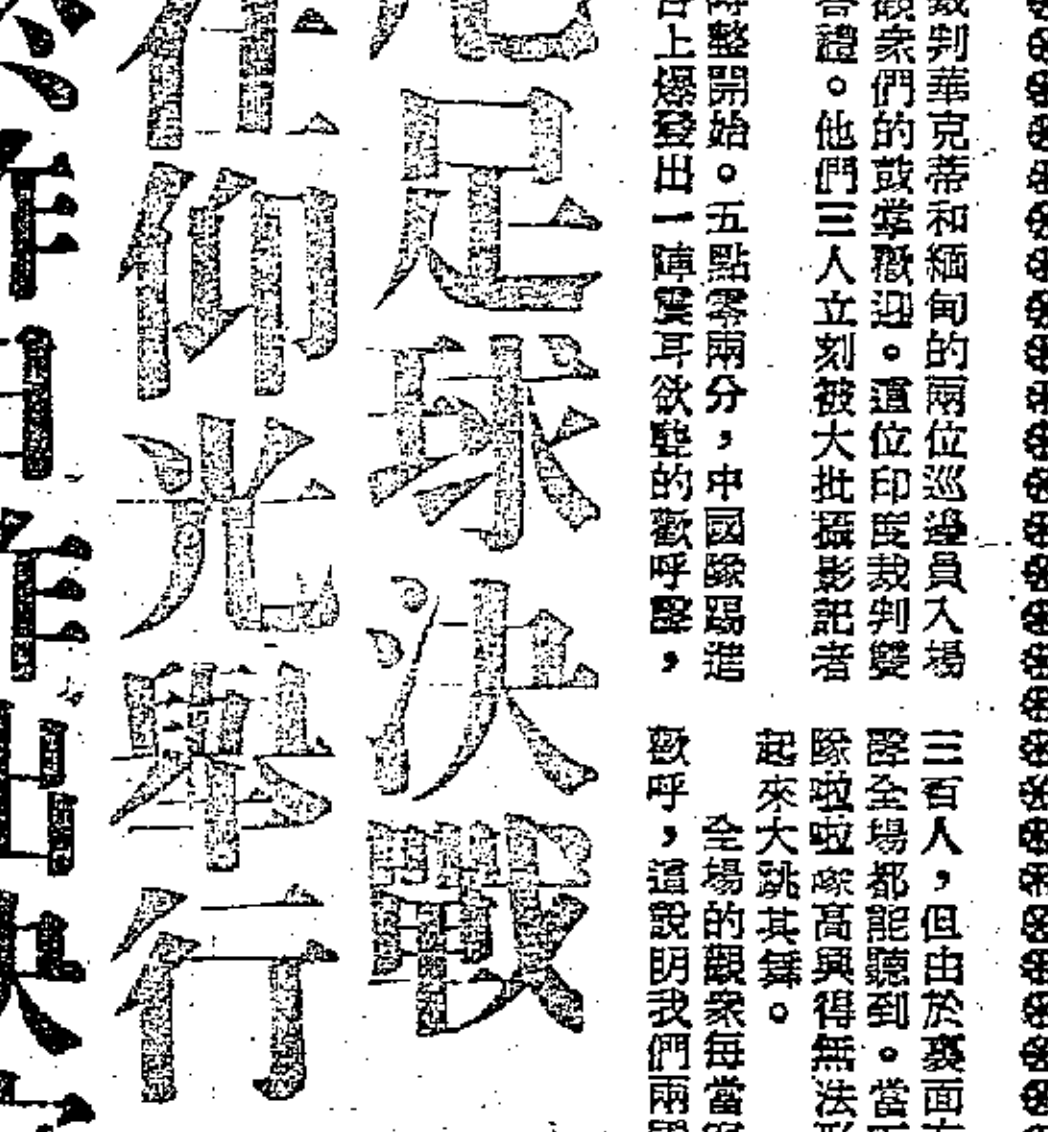 裁判華克蒂和緬甸的兩位巡邊員入場
觀衆們的鼓掌歡迎。這位印度裁判雙
答禮。他們三人立刻被大批攝影記者
時整開始。五點零兩分，中國隊踢進
台上爆發出一陣震耳欲聾的歡呼聲，
三百人，但由於裏面
聲全場都能聽到。當
隊啦啦隊高興得無法形
起來大跳其舞。
全場的觀衆每當
歡呼，這說明我們兩
足球決戰
在仰光舉行